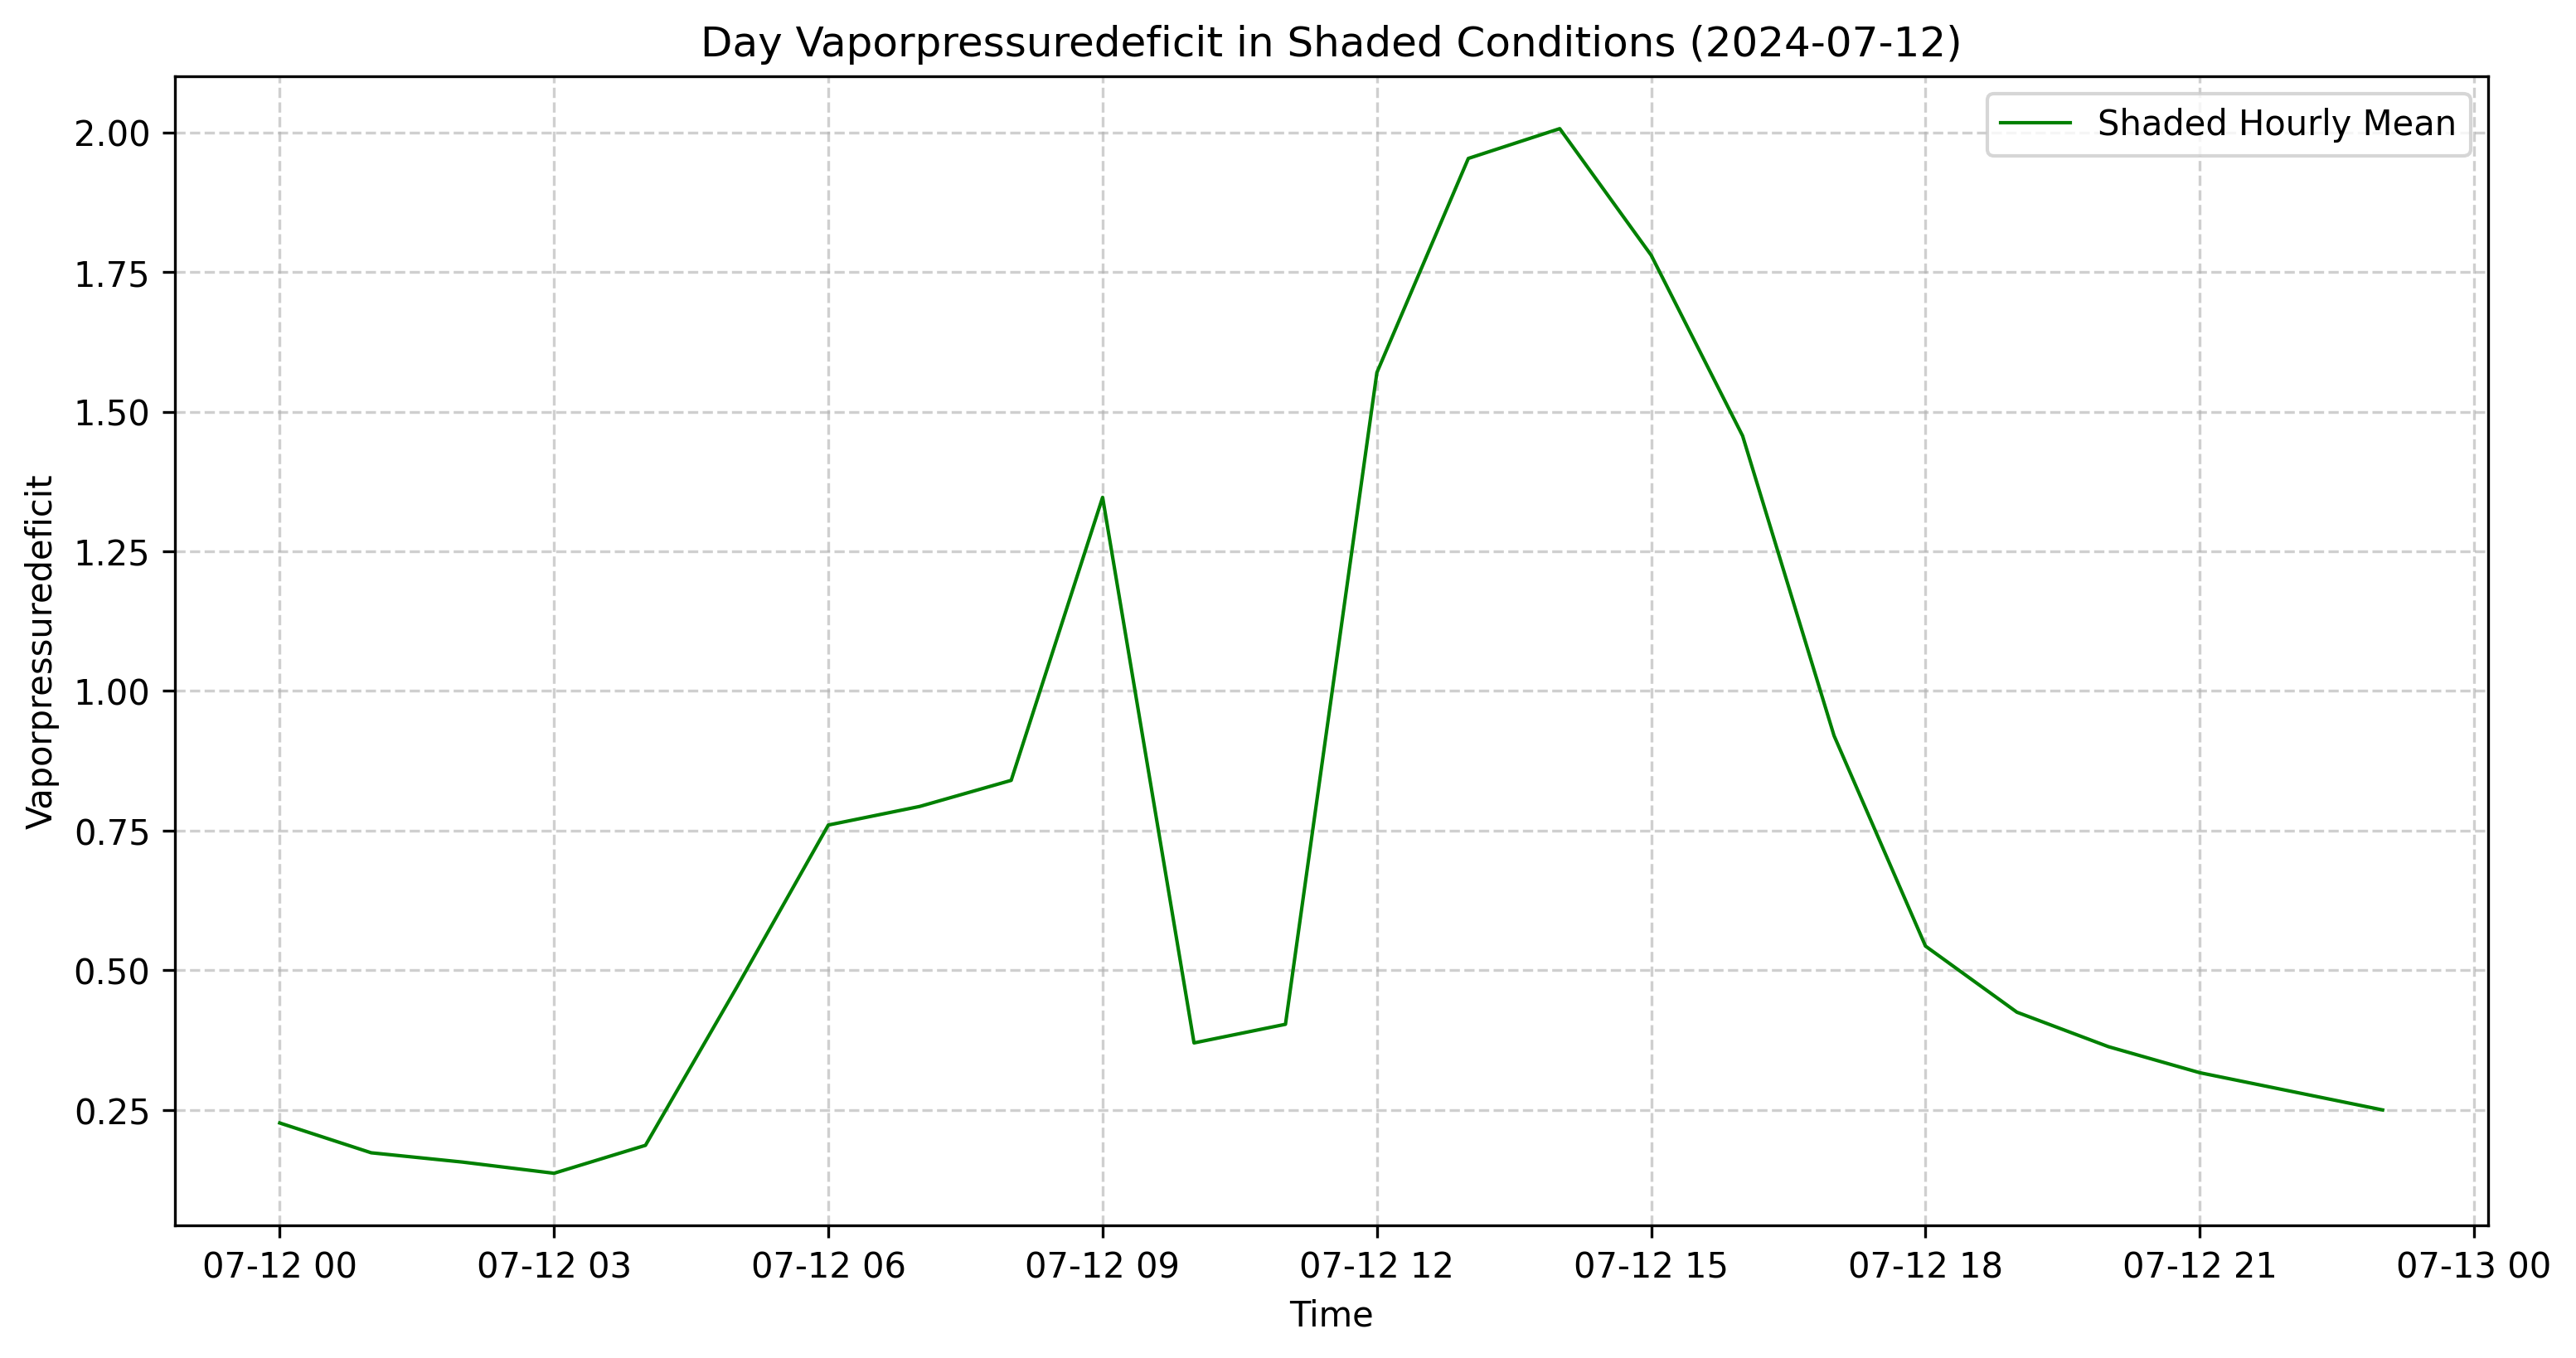 Day Vaporpressuredeficit in Shaded Conditions (2024-07-12)
Shaded Hourly Mean
Vaporpressuredeficit
2.00
1.75
1.50
1.25
1.00
0.75
0.50
0.25
07-12 00 07-12 03 07-12 06 07-12 09 07-12 12 07-12 15 07-12 18 07-12 21 07-13 00
Time